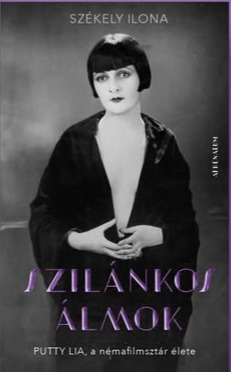 SZÉKELY ILONA
ATHENAEUM
SZILÁNKOS
ÁLMOK
PUTTY LIA, a némafilmsztár élete